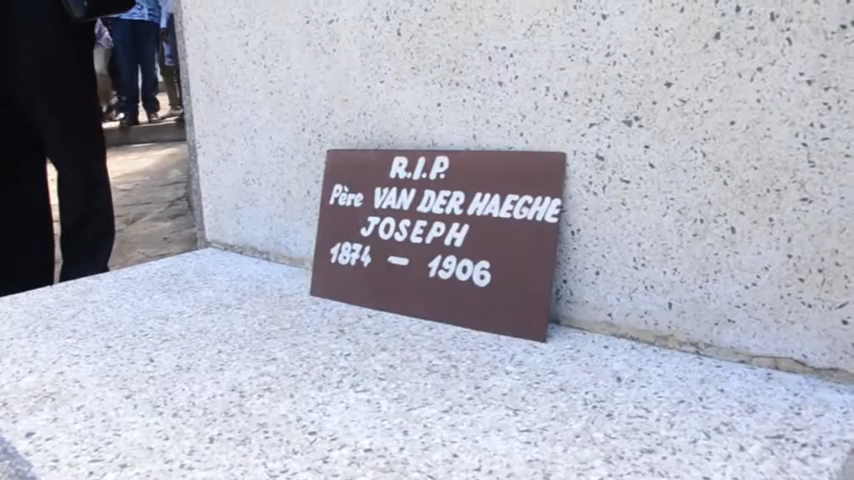 R.I.P
Père VAN DER HAEGHE
JOSEPH
1874 - 1906